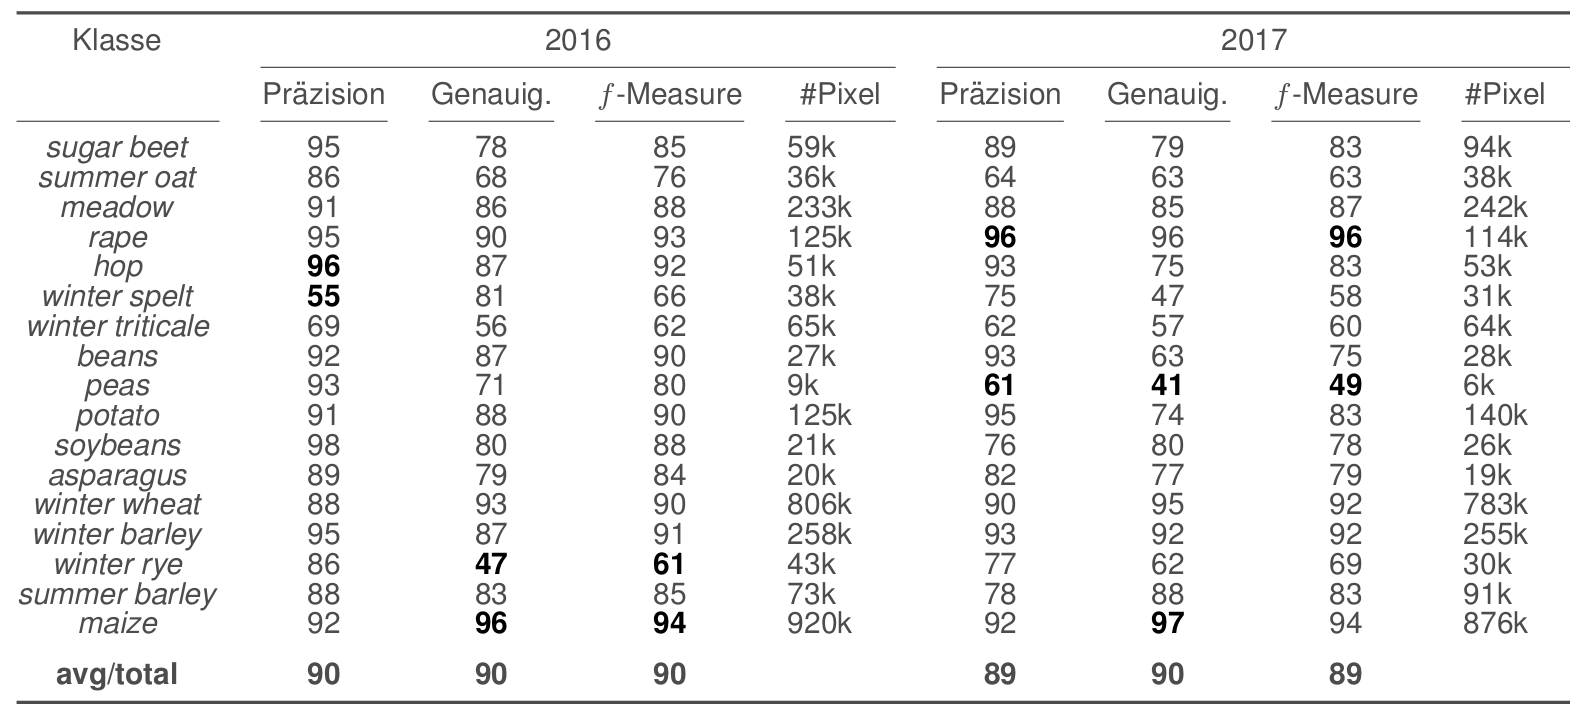 Klasse 2016 2017
Präzision Genauig. f-Measure #Pixel Präzision Genauig. f-Measure #Pixel
sugar beet 95 78 85 59k 89 79 83 94k
summer oat 86 68 76 36k 64 63 63 38k
meadow 91 86 88 233k 88 85 87 242k
rape 95 90 93 125k 96 96 96 114k
hop 96 87 92 51k 93 75 83 53k
winter spelt 55 81 66 38k 75 47 58 31k
winter triticale 69 56 62 65k 62 57 60 64k
beans 92 87 90 27k 93 63 75 28k
peas 93 71 80 9k 61 41 49 6k
potato 91 88 90 125k 95 74 83 140k
soybeans 98 80 88 21k 76 80 78 26k
asparagus 89 79 84 20k 82 77 79 19k
winter wheat 88 93 90 806k 90 95 92 783k
winter barley 95 87 91 258k 93 92 92 255k
winter rye 86 47 61 43k 77 62 69 30k
summer barley 88 83 85 73k 78 88 83 91k
maize 92 96 94 920k 92 97 94 876k
avg/total 90 90 90 89 90 89